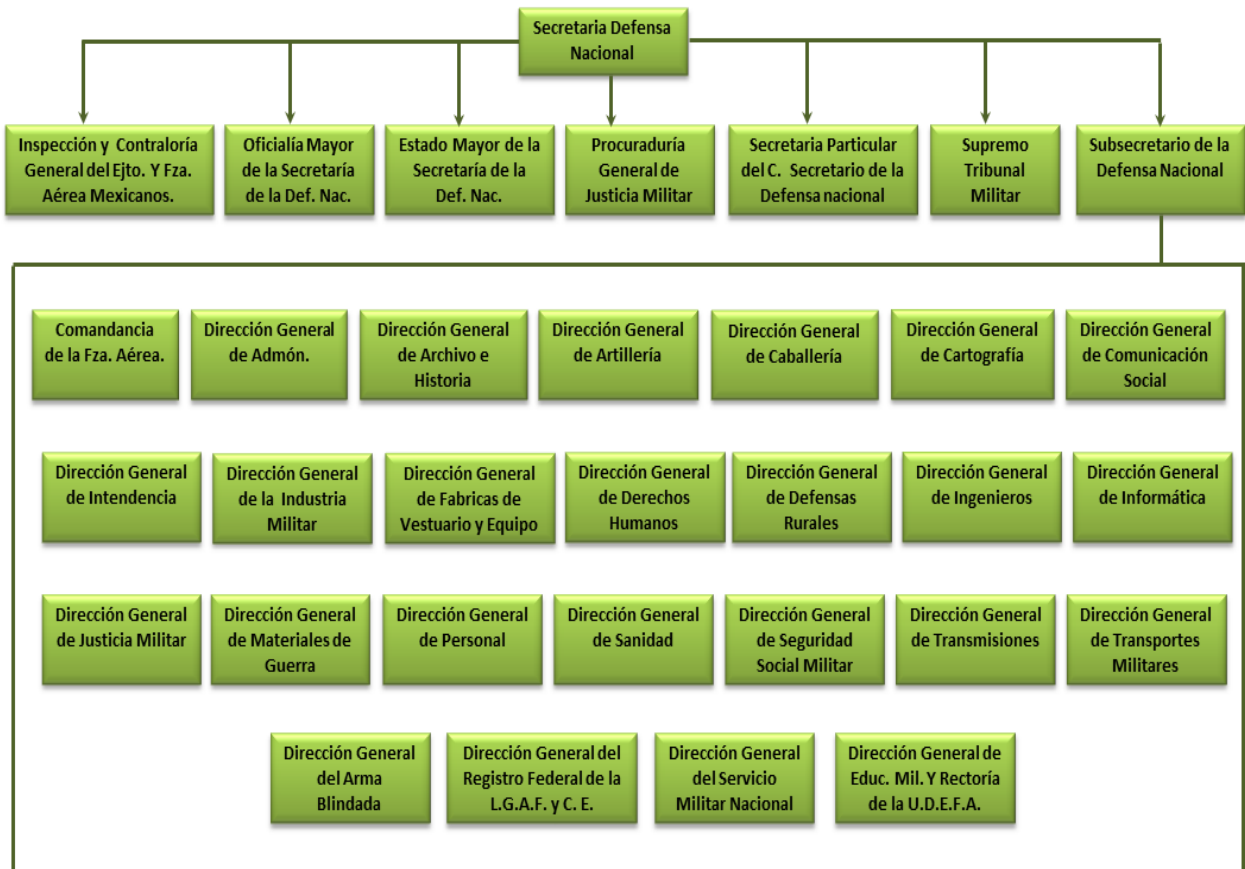 Secretaria Defensa
Nacional
Inspección y Contraloría
General del Ejto. Y Fza.
Aérea Mexicanos.
Oficialía Mayor
de la Secretaría
de la Def. Nac.
Estado Mayor de la
Secretaría de la
Def. Nac.
Procuraduría
General de
Justicia Militar
Secretaria Particular
del C. Secretario de la
Defensa nacional
Supremo
Tribunal
Militar
Subsecretario de la
Defensa Nacional
Comandancia
de la Fza. Aérea.
Dirección General
de Admón.
Dirección General
de Archivo e
Historia
Dirección General
de Artillería
Dirección General
de Caballería
Dirección General
de Cartografía
Dirección General
de Comunicación
Social
Dirección General
de Intendencia
Dirección General
de la Industria
Militar
Dirección General
de Fabricas de
Vestuario y Equipo
Dirección General
de Derechos
Humanos
Dirección General
de Defensas
Rurales
Dirección General
de Ingenieros
Dirección General
de Informática
Dirección General
de Justicia Militar
Dirección General
de Materiales de
Guerra
Dirección General
de Personal
Dirección General
de Sanidad
Dirección General
de Seguridad
Social Militar
Dirección General
de Transmisiones
Dirección General
de Transportes
Militares
Dirección General
del Arma
Blindada
Dirección General del
Registro Federal de la
L.G.A.F. y C. E.
Dirección General
del Servicio
Militar Nacional
Dirección General de
Educ. Mil. Y Rectoría
de la U.D.E.F.A.